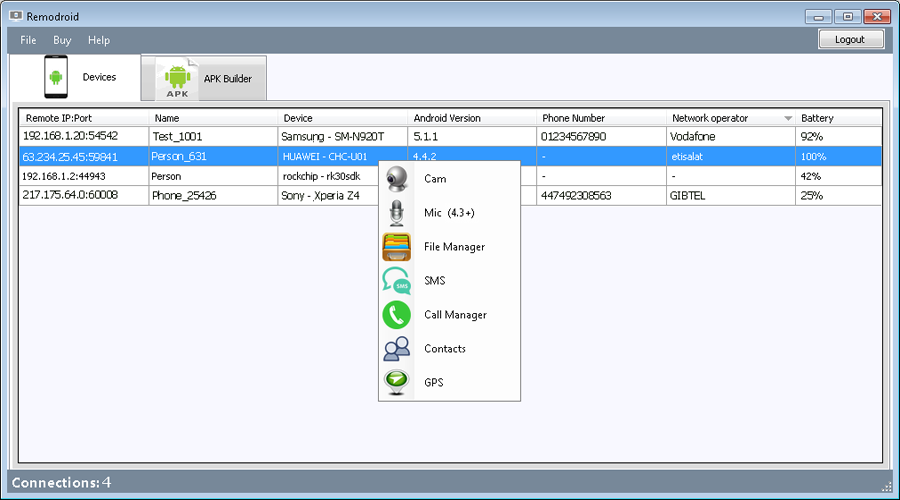 Remodroid
File Buy Help Logout
Devices APK APK Builder
Remote IP:Port Name Device Android Version Phone Number Network operator Battery
192.168.1.20:54542 Test_1001 Samsung - SM-N920T 5.1.1 01234567890 Vodafone 92%
63.234.25.45:59841 Person_631 HUAWEI - CHC-U01 4.4.2 - etisalat 100%
192.168.1.2:44943 Person rockchip - rk30sdk - - 42%
217.175.64.0:60008 Phone_25426 Sony - Xperia Z4 447492308563 GIBTEL 25%
Cam
Mic (4.3+)
File Manager
SMS SMS
Call Manager
Contacts
GPS
Connections: 4